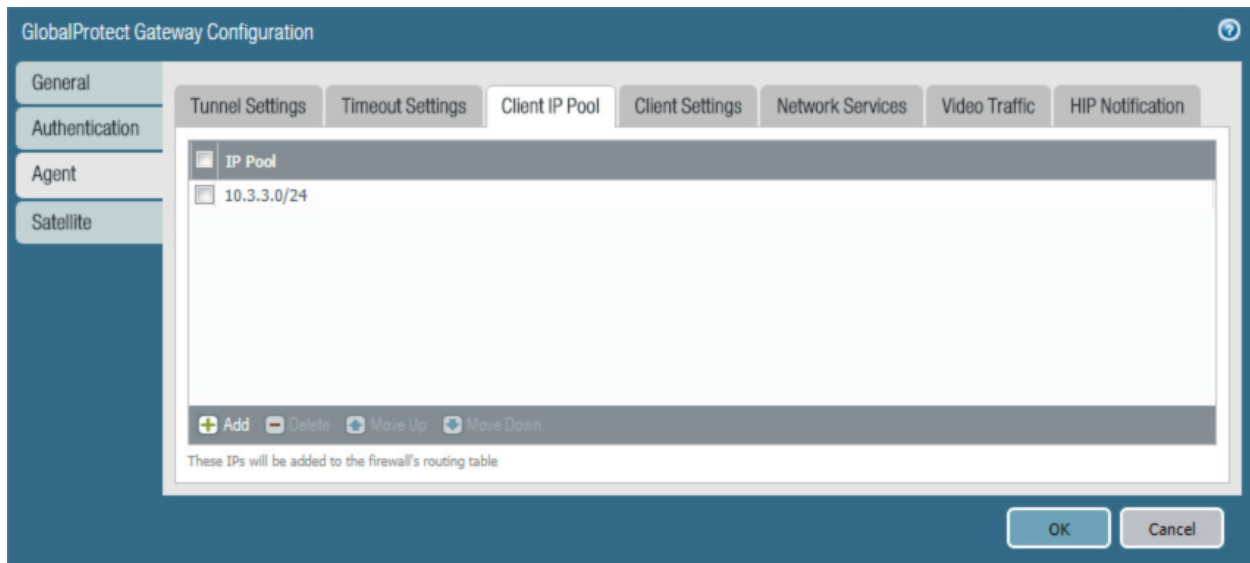 GlobalProtect Gateway Configuration
General
Authentication
Agent
Satellite
Tunnel Settings Timeout Settings Client IP Pool Client Settings Network Services Video Traffic HIP Notification
IP Pool
10.3.3.0/24
Add Delete Move Up Move Down
These IPs will be added to the firewall's routing table
OK Cancel